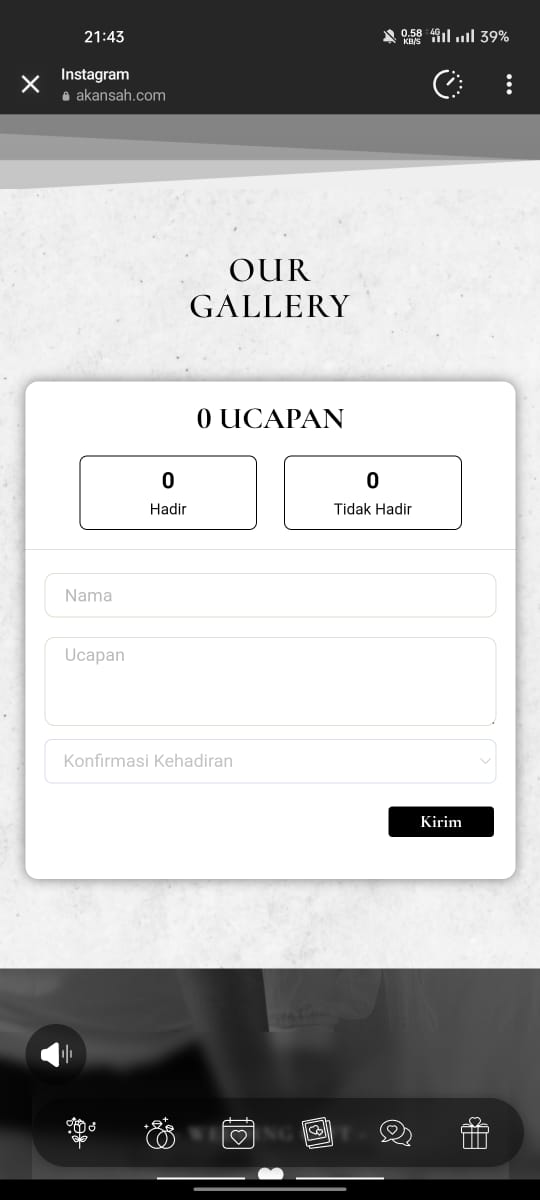 21:43
0.58 KB/S 4G 39%
Instagram
akansah.com
OUR
GALLERY
0 UCAPAN
0 0
Hadir Tidak Hadir
Nama
Ucapan
Konfirmasi Kehadiran
Kirim